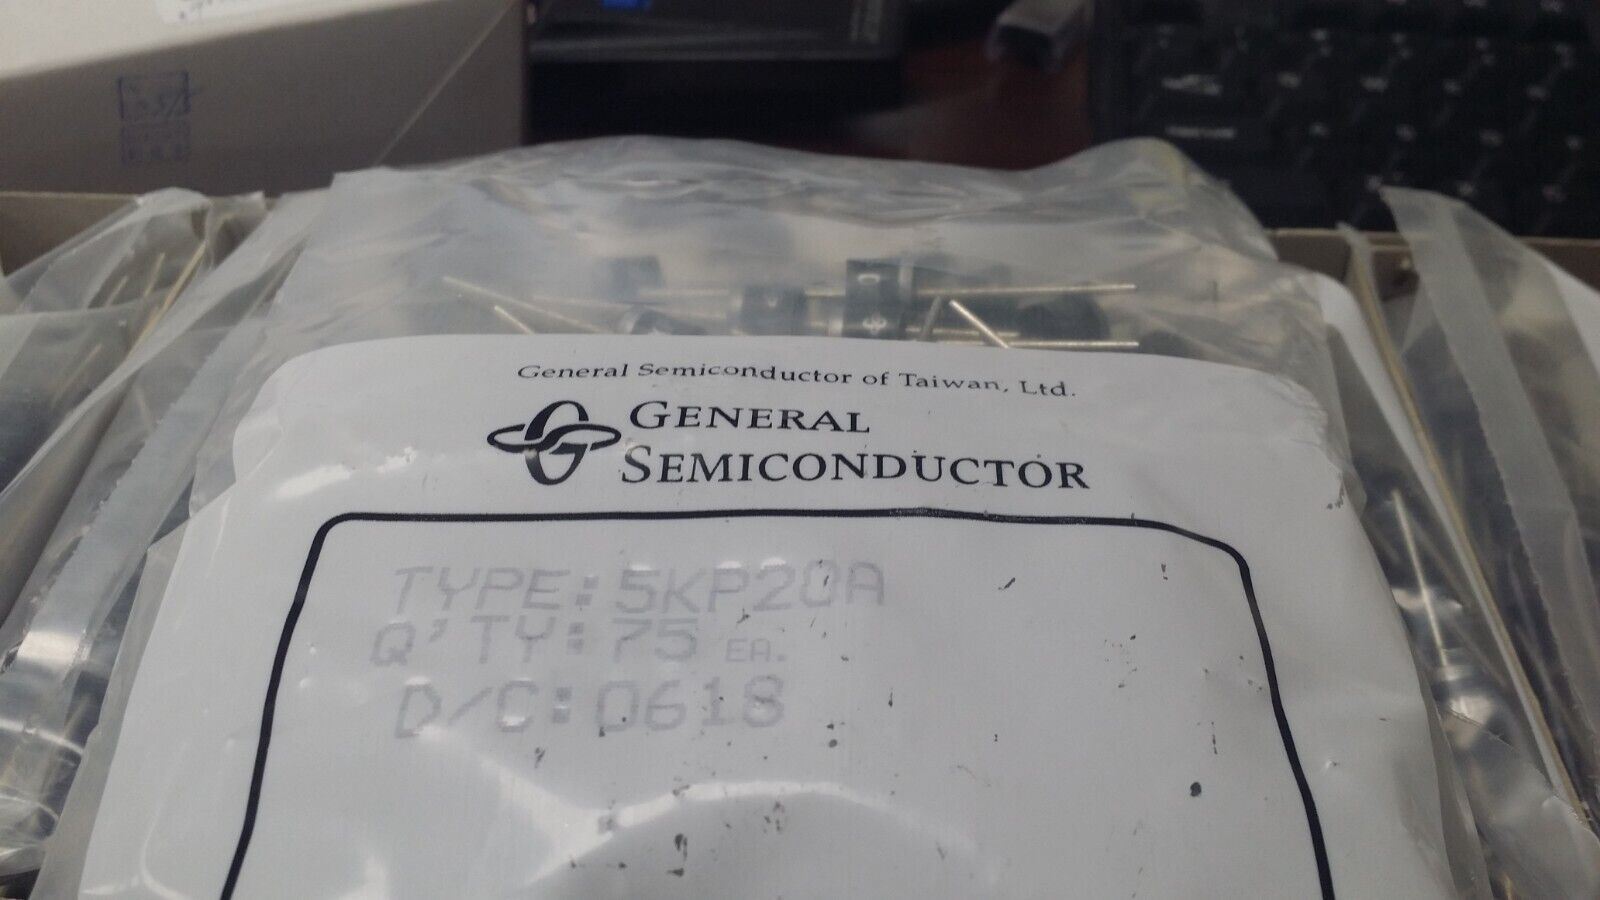 General Semiconductor of Taiwan, Ltd.
GENERAL
SEMICONDUCTOR
TYPE: 5KP20A
Q'TY: 75 EA.
D/C: 0618